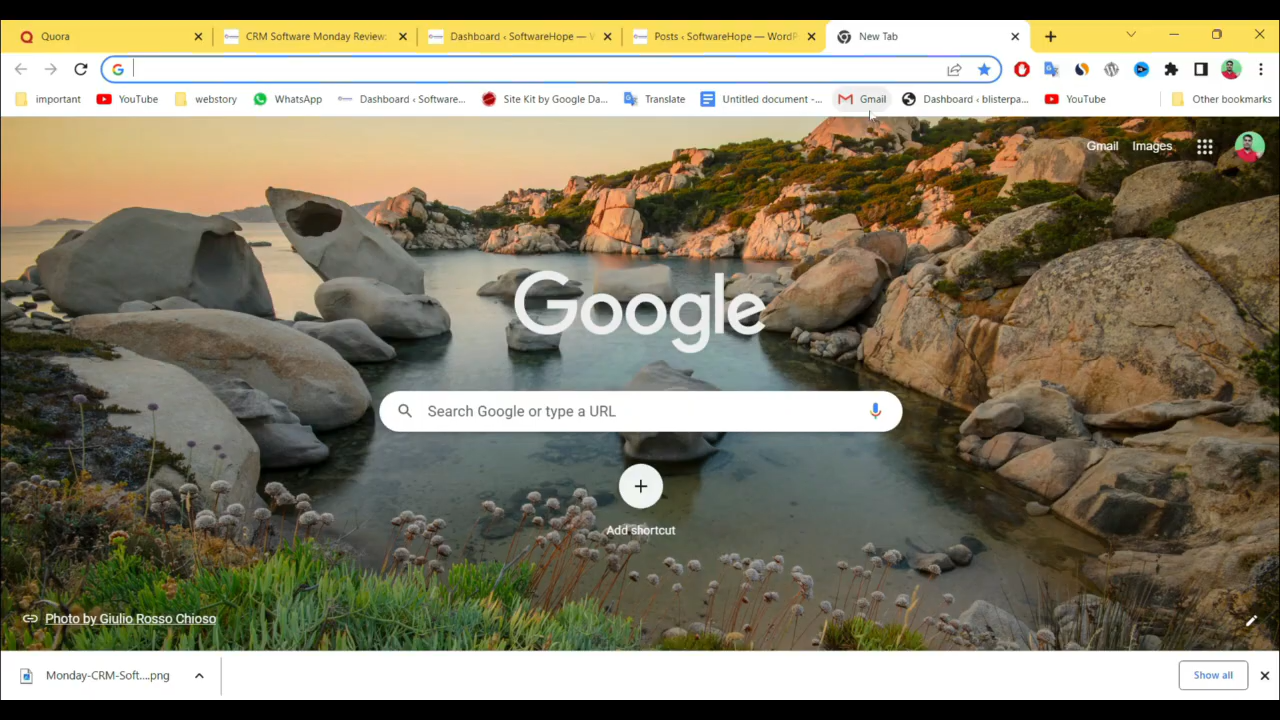 Quora
CRM Software Monday Review:
Dashboard ‹ SoftwareHope — W
Posts ‹ SoftwareHope — WordP
New Tab
important
YouTube
webstory
WhatsApp
Dashboard ‹ Software...
Site Kit by Google Da...
Translate
Untitled document -...
Gmail
Dashboard ‹ blisterpa...
YouTube
Other bookmarks
Gmail
Images
Google
Search Google or type a URL
Add shortcut
Photo by Giulio Rosso Chioso
Monday-CRM-Soft....png
Show all